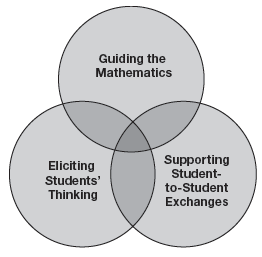 Guiding the
Mathematics
Eliciting
Students’
Thinking
Supporting
Student-
to-Student
Exchanges